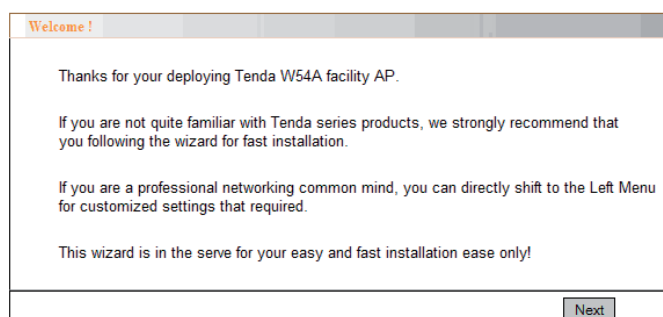 Welcome !
Thanks for your deploying Tenda W54A facility AP.
If you are not quite familiar with Tenda series products, we strongly recommend that
you following the wizard for fast installation.
If you are a professional networking common mind, you can directly shift to the Left Menu
for customized settings that required.
This wizard is in the serve for your easy and fast installation ease only!
Next